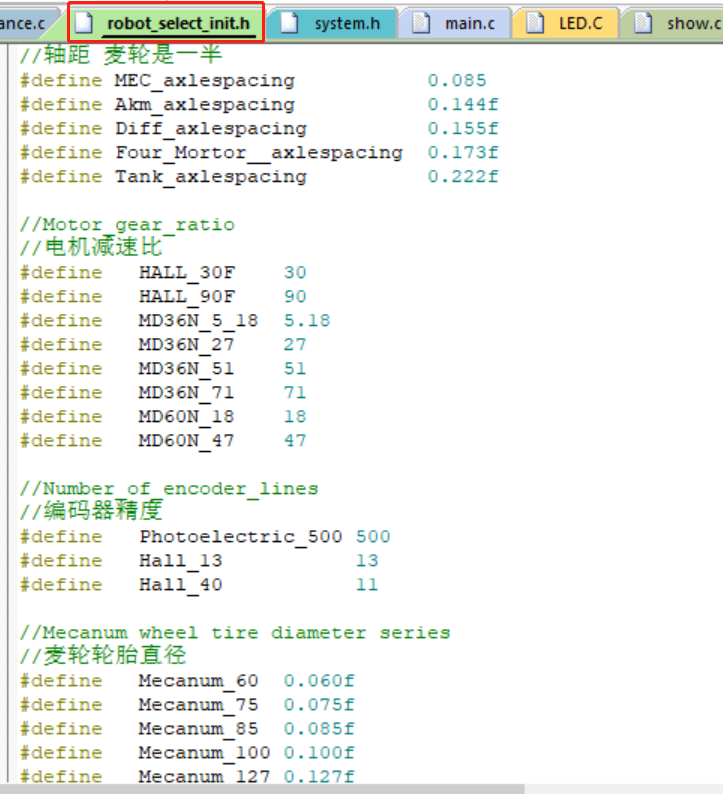 ance.c robot_select_init.h system.h main.c LED.C show.c
//轴距 麦轮是一半
#define MEC_axlespacing 0.085
#define Akm_axlespacing 0.144f
#define Diff_axlespacing 0.155f
#define Four_Mortor__axlespacing 0.173f
#define Tank_axlespacing 0.222f
//Motor_gear_ratio
//电机减速比
#define HALL_30F 30
#define HALL_90F 90
#define MD36N_5_18 5.18
#define MD36N_27 27
#define MD36N_51 51
#define MD36N_71 71
#define MD60N_18 18
#define MD60N_47 47
//Number_of_encoder_lines
//编码器精度
#define Photoelectric_500 500
#define Hall_13 13
#define Hall_40 11
//Mecanum wheel tire diameter series
//麦轮轮胎直径
#define Mecanum_60 0.060f
#define Mecanum_75 0.075f
#define Mecanum_85 0.085f
#define Mecanum_100 0.100f
#define Mecanum_127 0.127f